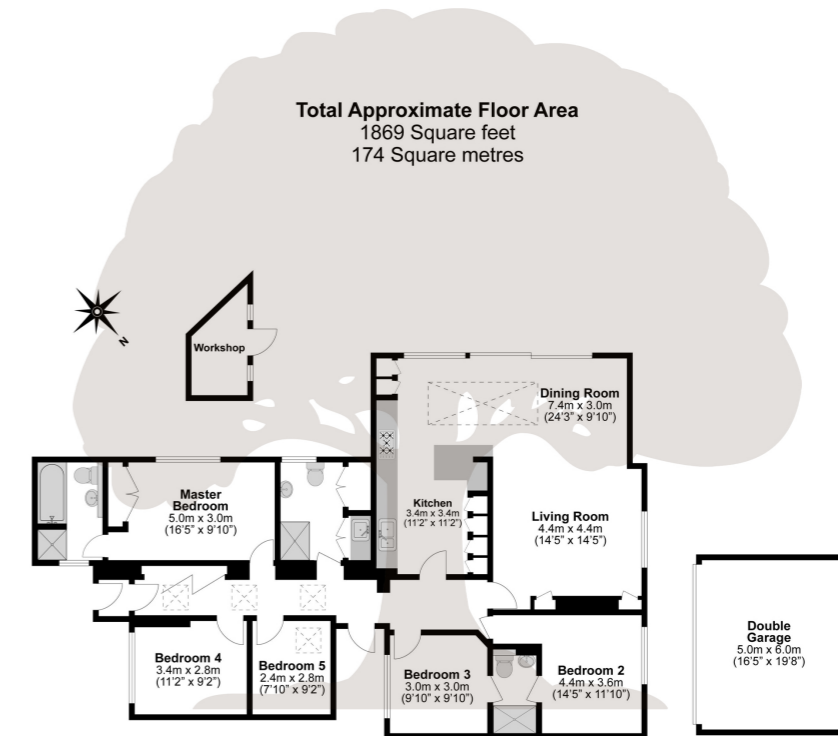 Total Approximate Floor Area
1869 Square feet
174 Square metres
N
Workshop
Dining Room
7.4m x 3.0m
(24'3" x 9'10")
Master
Bedroom
5.0m x 3.0m
(16'5" x 9'10")
Kitchen
3.4m x 3.4m
(11'2" x 11'2")
Living Room
4.4m x 4.4m
(14'5" x 14'5")
Bedroom 4
3.4m x 2.8m
(11'2" x 9'2")
Bedroom 5
2.4m x 2.8m
(7'10" x 9'2")
Bedroom 3
3.0m x 3.0m
(9'10" x 9'10")
Bedroom 2
4.4m x 3.6m
(14'5" x 11'10")
Double
Garage
5.0m x 6.0m
(16'5" x 19'8")